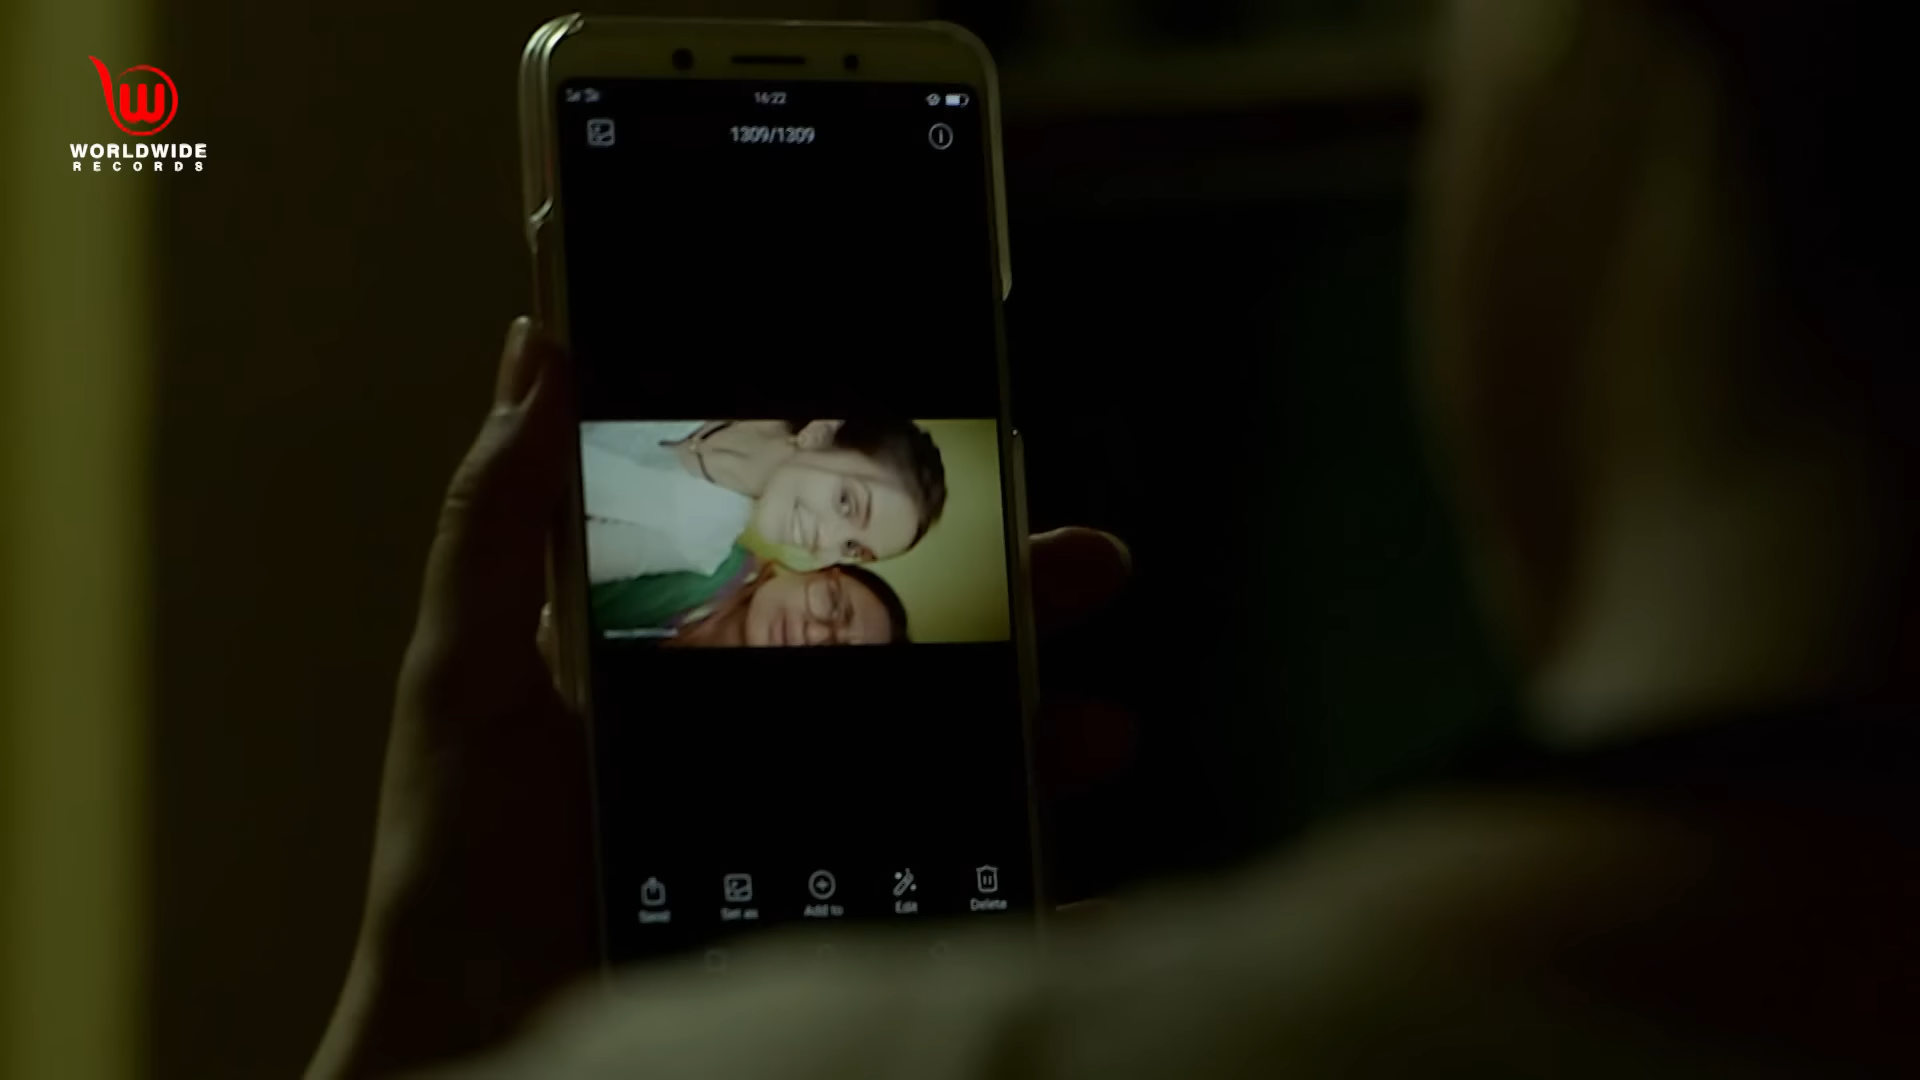 WORLDWIDE
RECORDS
16:22
1309/1309
Send
Set as
Add to
Edit
Delete